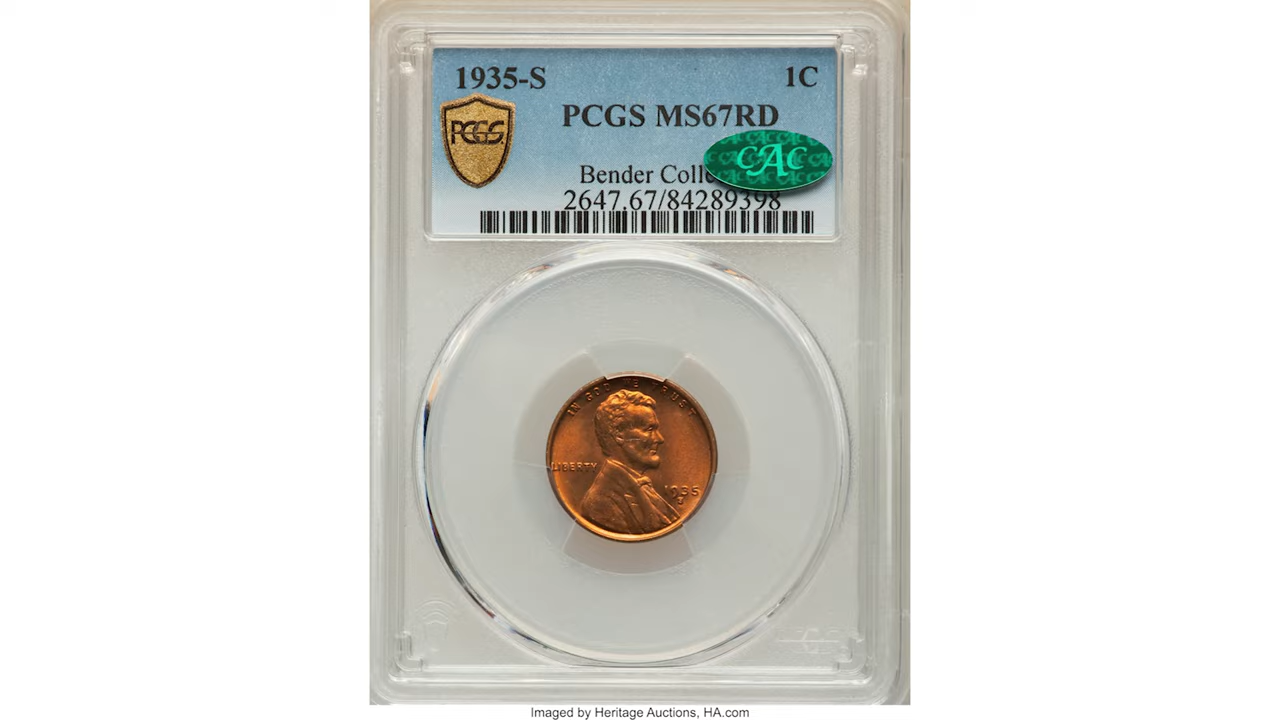 1935-S 1C
PCGS MS67RD
PCGS
CAC
Bender Colle
2647.67/84289398
IN GOD WE TRUST
LIBERTY
1935
S
Imaged by Heritage Auctions, HA.com